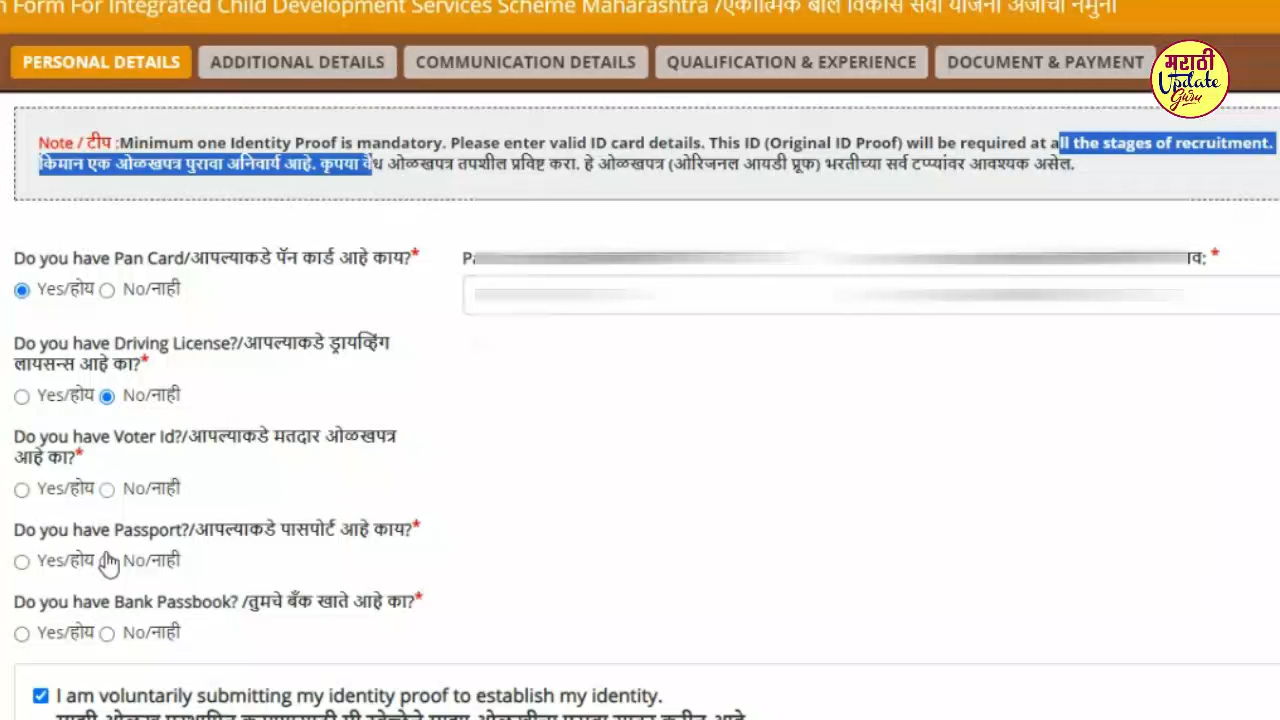 Form For Integrated Child Development Services Scheme Maharashtra /एकात्मिक बाल विकास सेवा योजना अर्जाचा नमुना
PERSONAL DETAILS
ADDITIONAL DETAILS
COMMUNICATION DETAILS
QUALIFICATION & EXPERIENCE
DOCUMENT & PAYMENT
मराठी
Update
Guru
Note / टीप :Minimum one Identity Proof is mandatory. Please enter valid ID card details. This ID (Original ID Proof) will be required at all the stages of recruitment.
किमान एक ओळखपत्र पुरावा अनिवार्य आहे. कृपया वैध ओळखपत्र तपशील प्रविष्ट करा. हे ओळखपत्र (ओरिजनल आयडी प्रूफ) भरतीच्या सर्व टप्प्यांवर आवश्यक असेल.
Do you have Pan Card/आपल्याकडे पॅन कार्ड आहे काय?*
Yes/होय No/नाही
Do you have Driving License?/आपल्याकडे ड्रायव्हिंग
लायसन्स आहे का?*
Yes/होय No/नाही
Do you have Voter Id?/आपल्याकडे मतदार ओळखपत्र
आहे का?*
Yes/होय No/नाही
Do you have Passport?/आपल्याकडे पासपोर्ट आहे काय?*
Yes/होय No/नाही
Do you have Bank Passbook? /तुमचे बँक खाते आहे का?*
Yes/होय No/नाही
I am voluntarily submitting my identity proof to establish my identity.